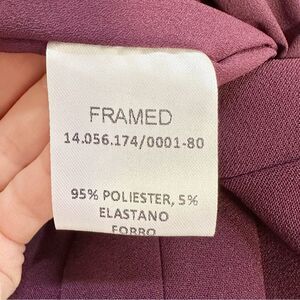 FRAMED
14.056.174/0001-80
95% POLIESTER, 5%
ELASTANO
FORRO